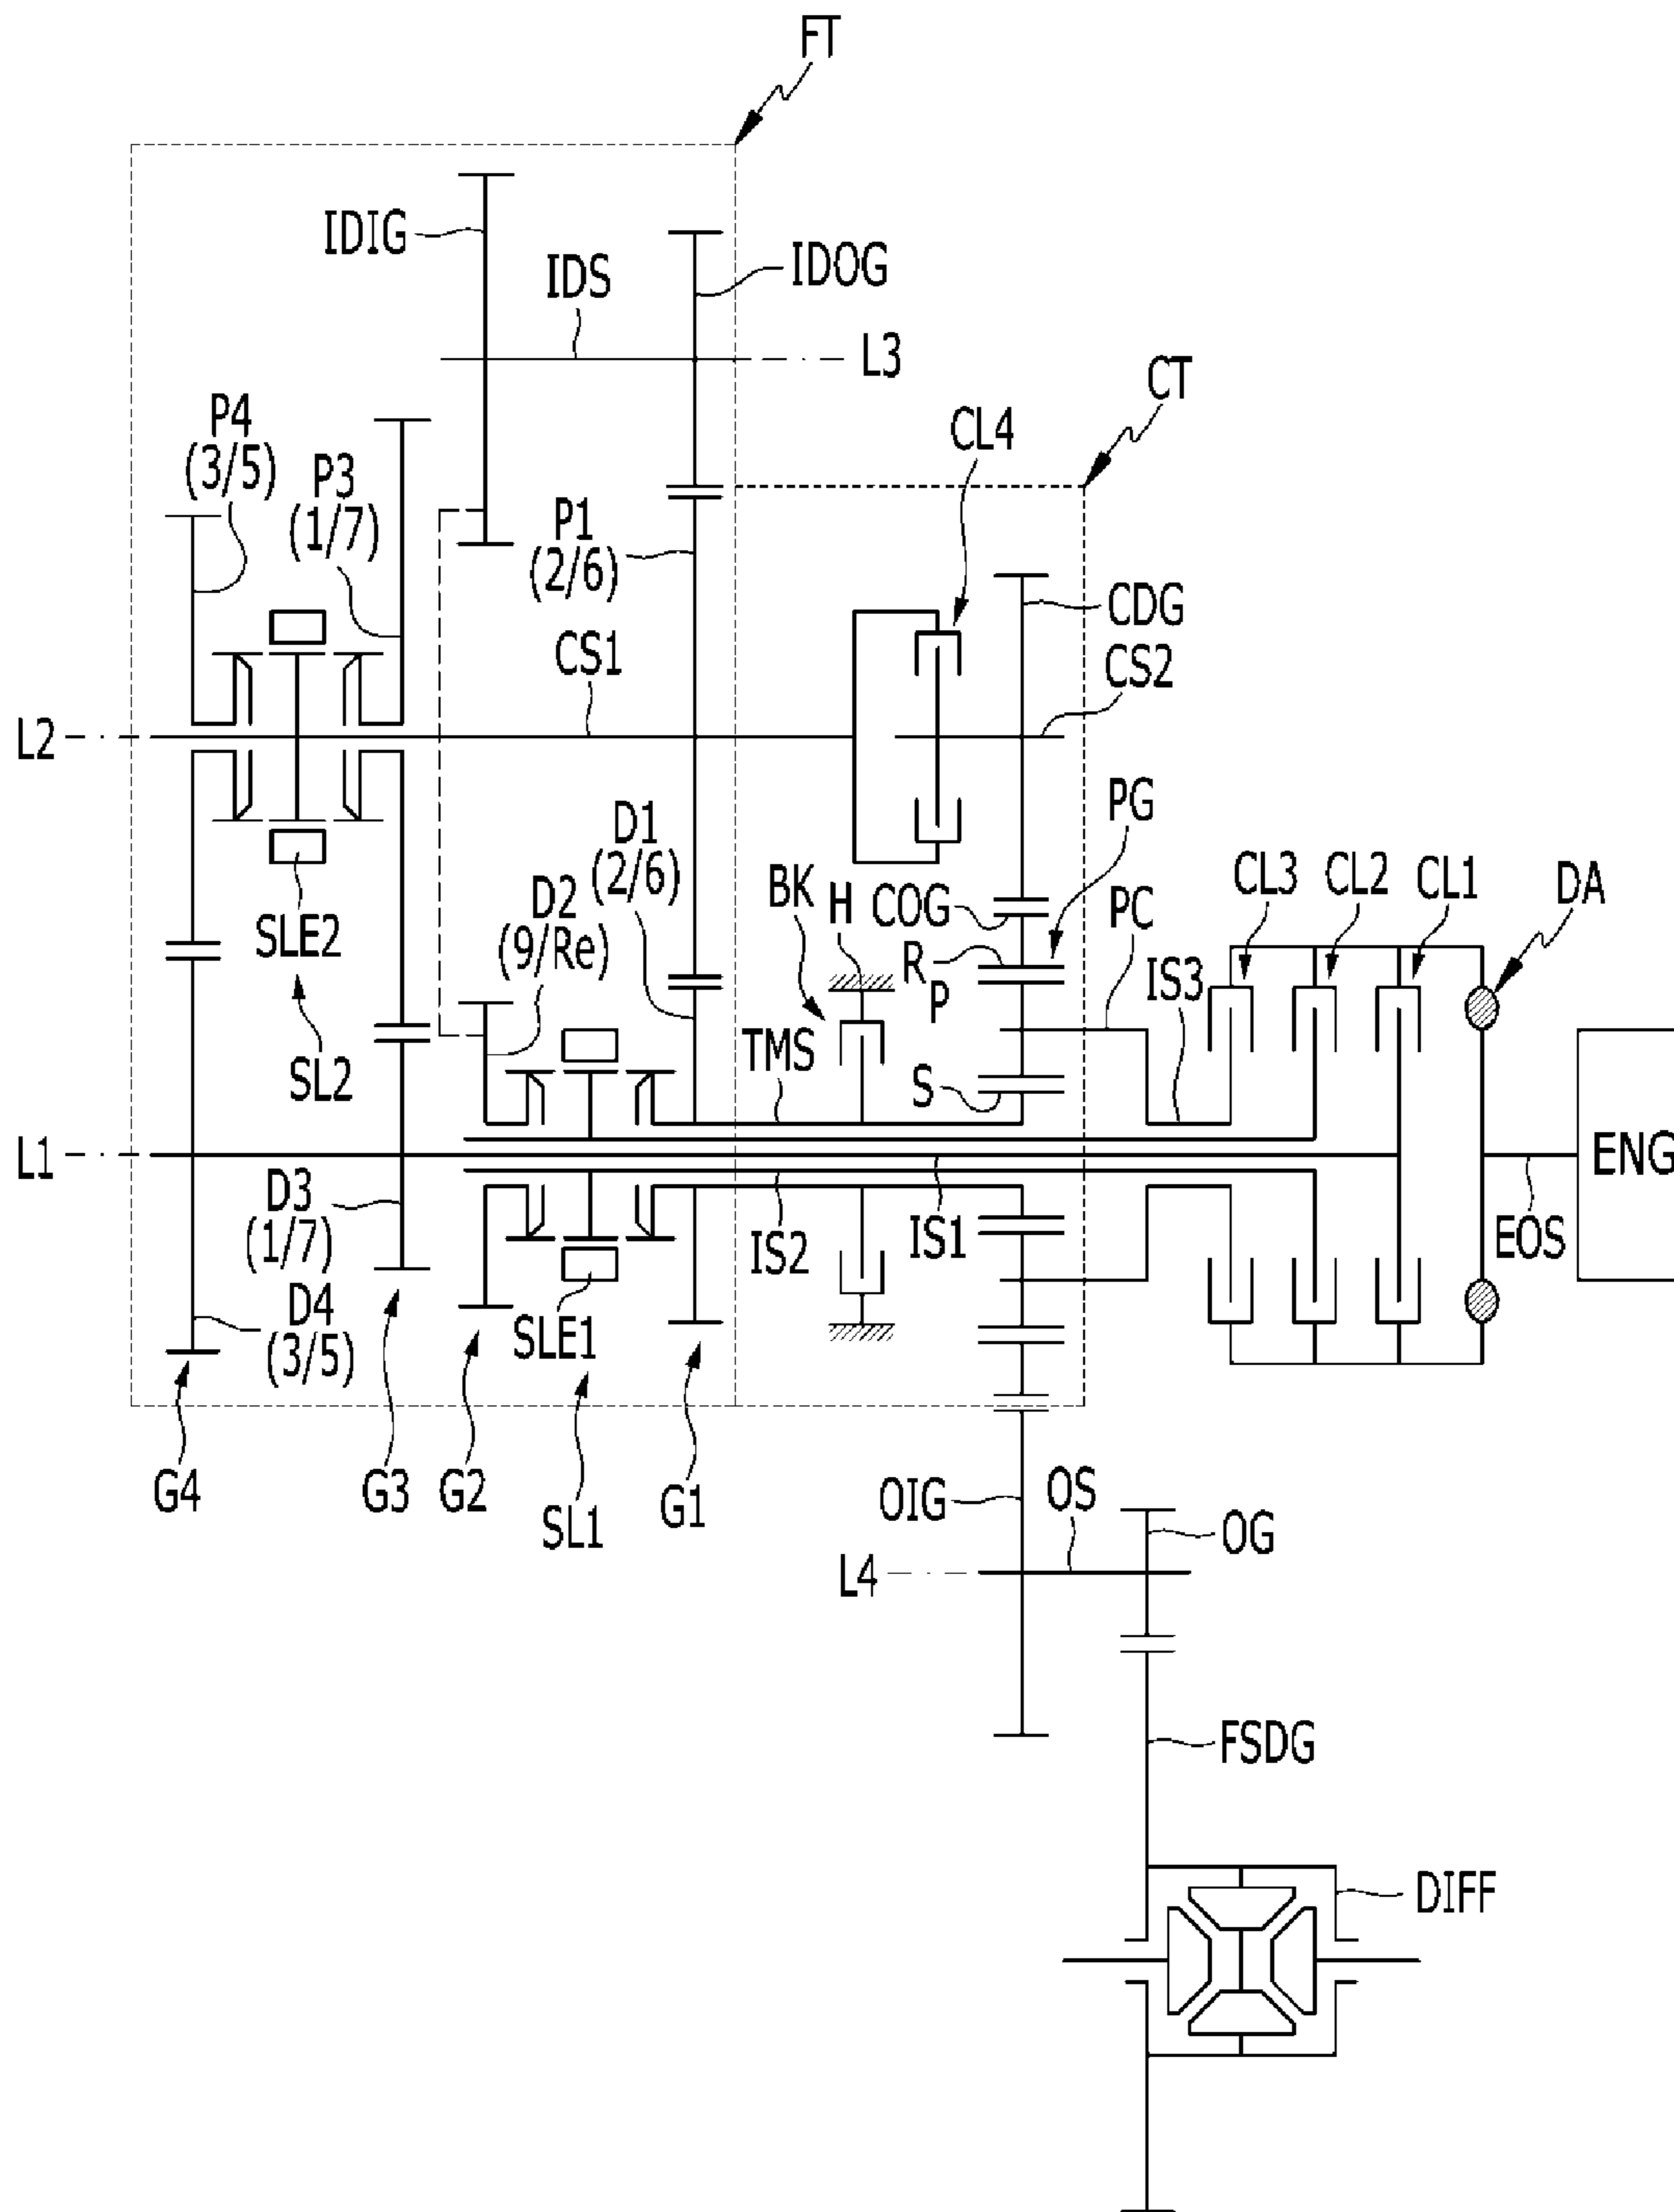 FT
IDIG
IDS
IDOG
L3
CT
P4
(3/5)
P3
(1/7)
P1
(2/6)
CL4
CDG
CS1
CS2
L2
PG
D1
(2/6)
BK
H
COG
PC
CL3
CL2
CL1
DA
D2
(9/Re)
SLE2
R
P
IS3
SL2
TMS
S
L1
ENG
D3
(1/7)
IS2
IS1
EOS
D4
(3/5)
SLE1
G4
G3
G2
SL1
G1
OIG
OS
OG
L4
FSDG
DIFF